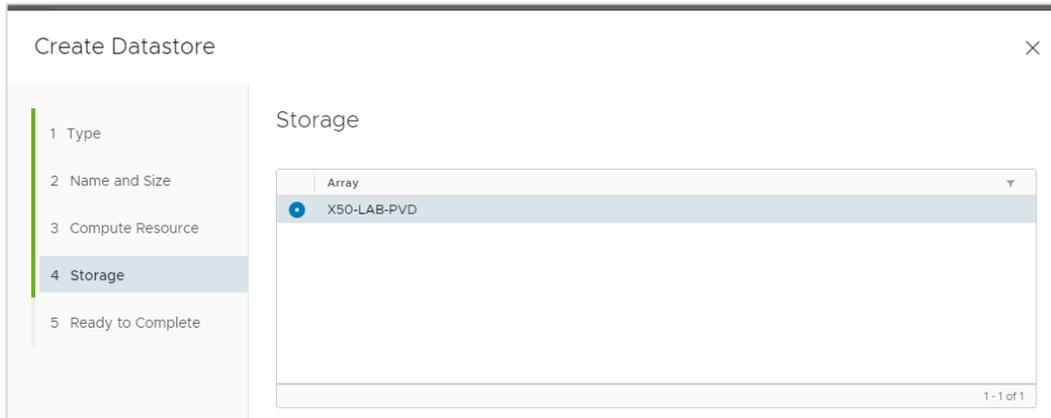 Create Datastore
1 Type
2 Name and Size
3 Compute Resource
4 Storage
5 Ready to Complete
Storage
Array
X50-LAB-PVD
1 - 1 of 1